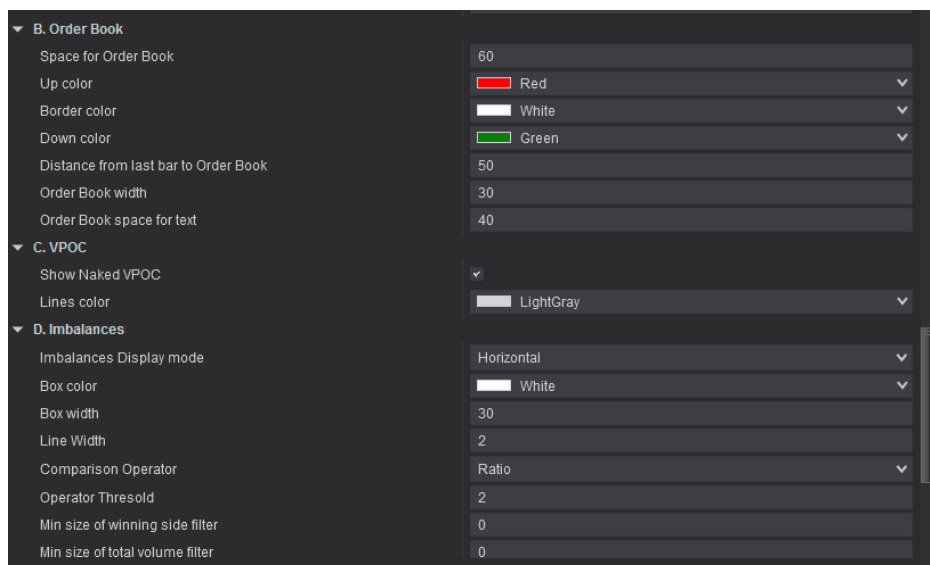 B. Order Book
Space for Order Book 60
Up color Red
Border color White
Down color Green
Distance from last bar to Order Book 50
Order Book width 30
Order Book space for text 40
C. VPOC
Show Naked VPOC
Lines color LightGray
D. Imbalances
Imbalances Display mode Horizontal
Box color White
Box width 30
Line Width 2
Comparison Operator Ratio
Operator Thresold 2
Min size of winning side filter 0
Min size of total volume filter 0